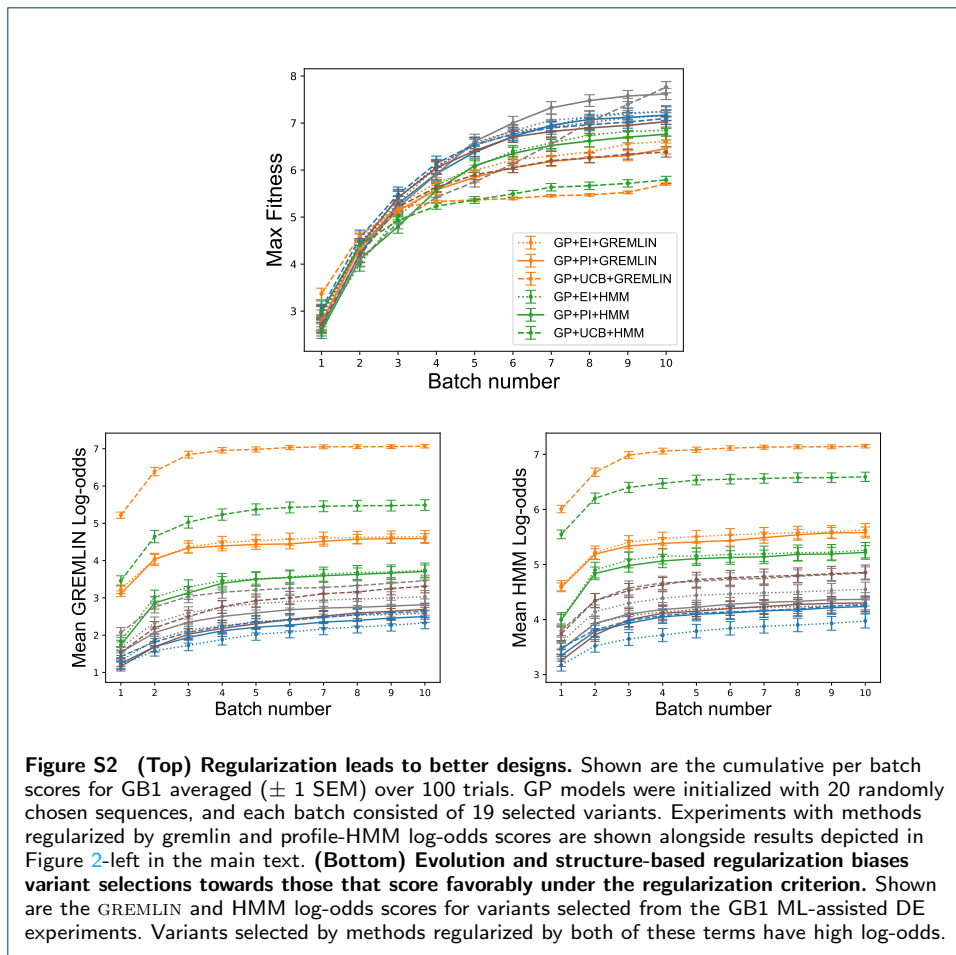 8
7
6
5
4
3
Max Fitness
GP+EI+GREMLIN
GP+PI+GREMLIN
GP+UCB+GREMLIN
GP+EI+HMM
GP+PI+HMM
GP+UCB+HMM
1 2 3 4 5 6 7 8 9 10
Batch number
7
6
5
4
3
2
1
Mean GREMLIN Log-odds
1 2 3 4 5 6 7 8 9 10
Batch number
7
6
5
4
3
Mean HMM Log-odds
1 2 3 4 5 6 7 8 9 10
Batch number
Figure S2 (Top) Regularization leads to better designs. Shown are the cumulative per batch
scores for GB1 averaged (± 1 SEM) over 100 trials. GP models were initialized with 20 randomly
chosen sequences, and each batch consisted of 19 selected variants. Experiments with methods
regularized by gremlin and profile-HMM log-odds scores are shown alongside results depicted in
Figure 2-left in the main text. (Bottom) Evolution and structure-based regularization biases
variant selections towards those that score favorably under the regularization criterion. Shown
are the GREMLIN and HMM log-odds scores for variants selected from the GB1 ML-assisted DE
experiments. Variants selected by methods regularized by both of these terms have high log-odds.